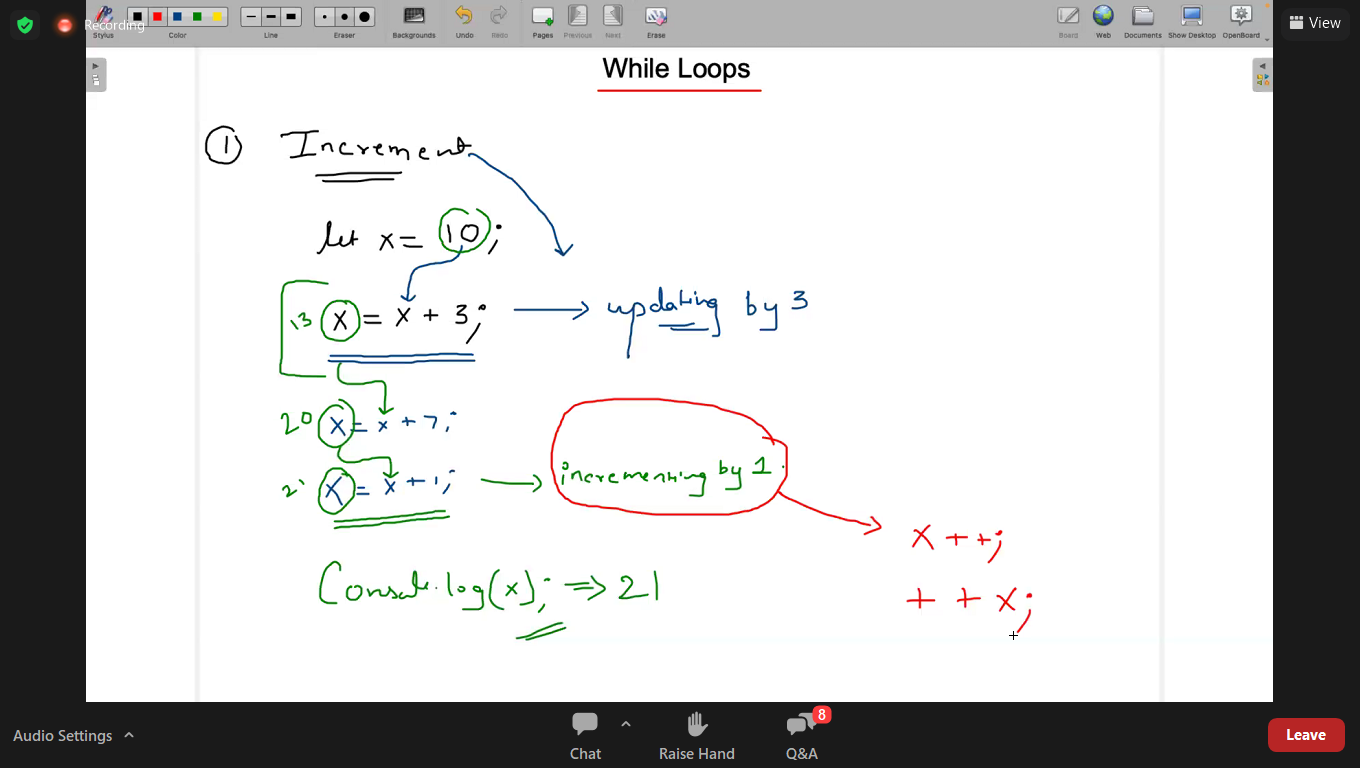 Recording
Stylus Color Line Eraser Backgrounds Undo Redo Pages Previous Next Erase Board Web Documents Show Desktop OpenBoard
View
While Loops
1 Increment
let x = 10;
13 x = x + 3; updating by 3
20 x = x + 7;
21 x = x + 1; incrementing by 1.
x ++;
Console.log(x); => 21
+ + x;
Audio Settings
Chat
Raise Hand
8
Q&A
Leave